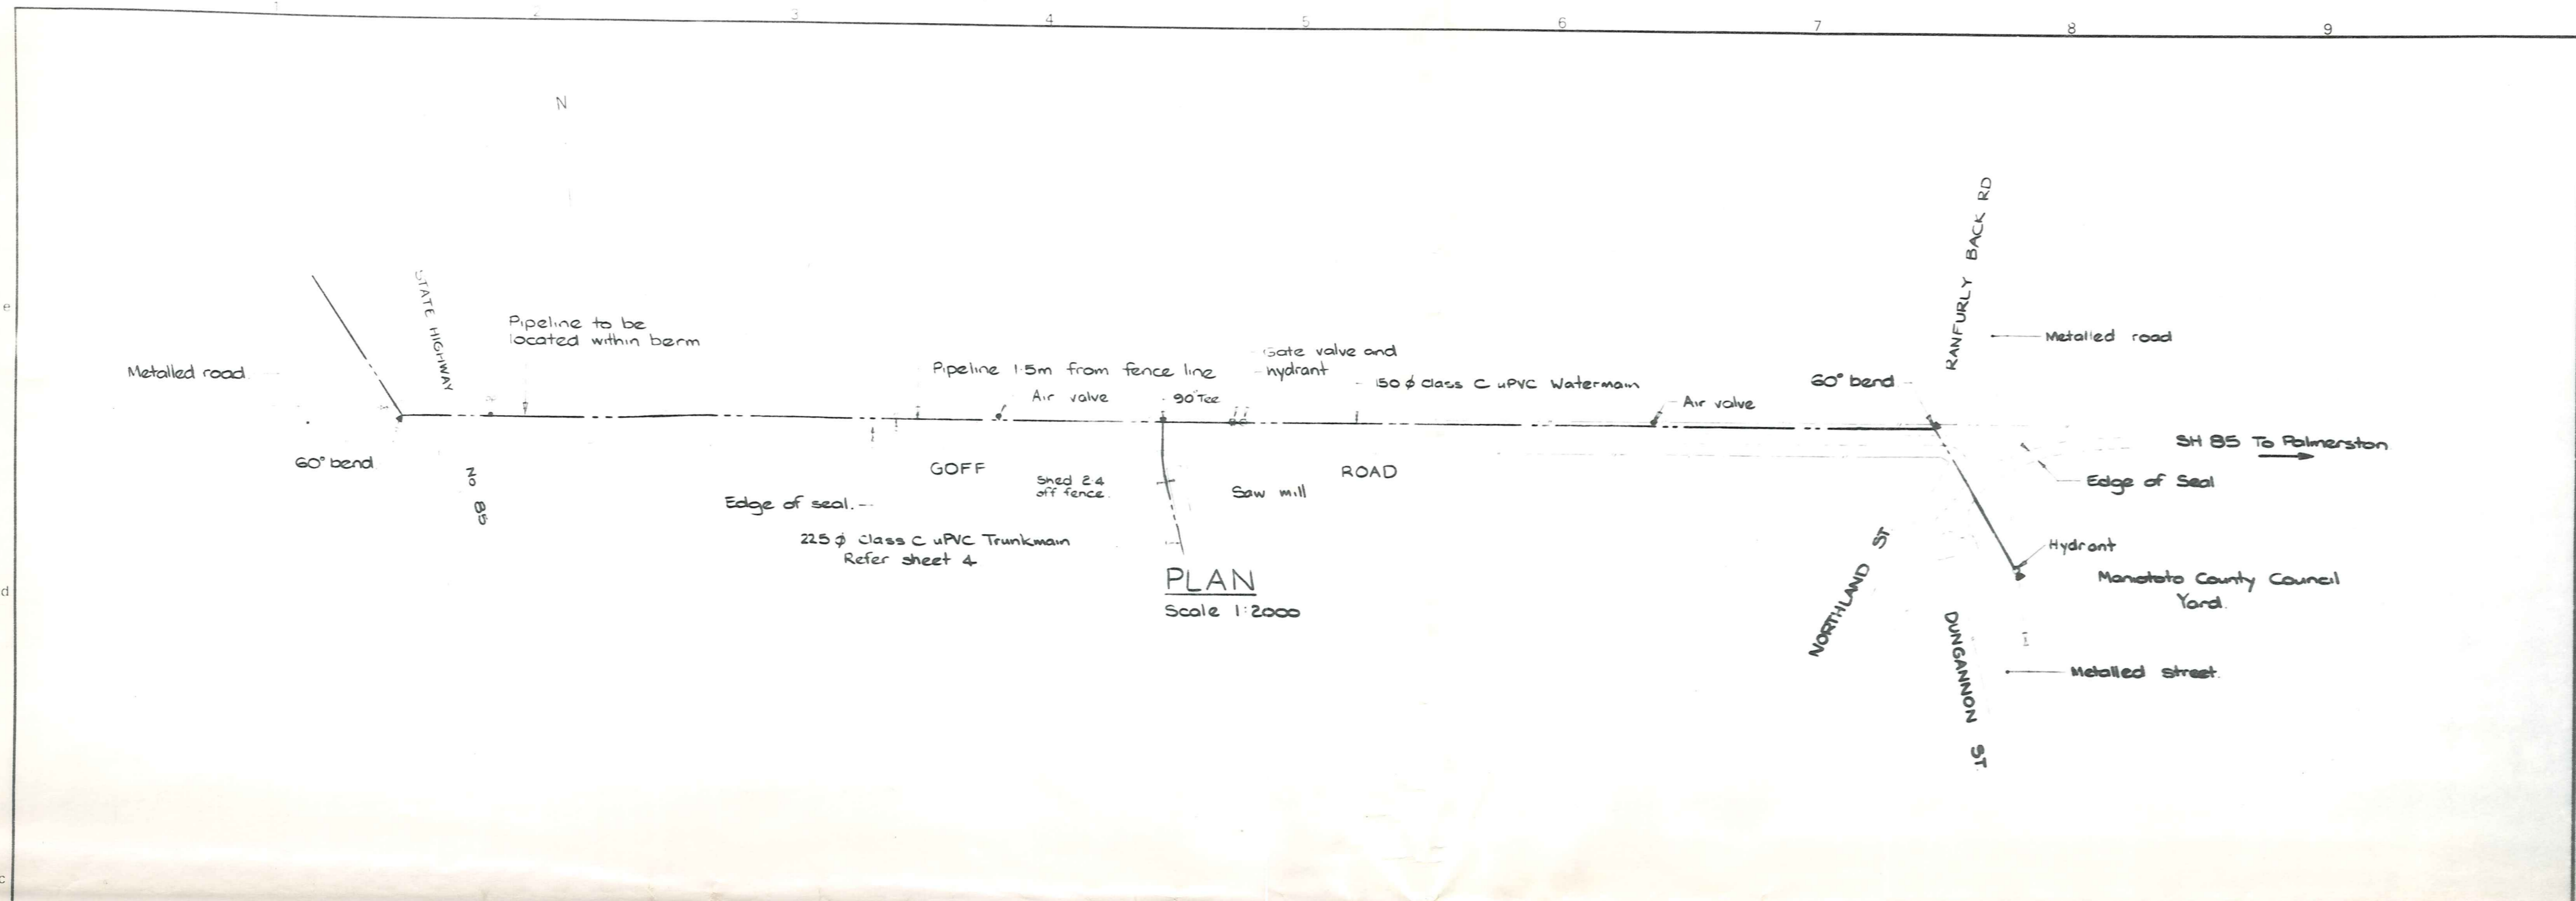 1 2 3 4 5 6 7 8 9
N
e
d
c
STATE HIGHWAY
No 85
Metalled road
60° bend
Pipeline to be
located within berm
Pipeline 1·5m from fence line
Air valve
90° Tee
Gate valve and
hydrant
150 ϕ class C uPVC Watermain
Air valve
60° bend
RANFURLY BACK RD
Metalled road
SH 85 To Palmerston
Edge of Seal
GOFF ROAD
Shed 2·4
off fence.
Saw mill
Edge of seal.
225 ϕ Class C uPVC Trunkmain
Refer sheet 4
PLAN
Scale 1:2000
NORTHLAND ST
DUNGANNON ST
Hydrant
Maniototo County Council
Yard.
Metalled street.